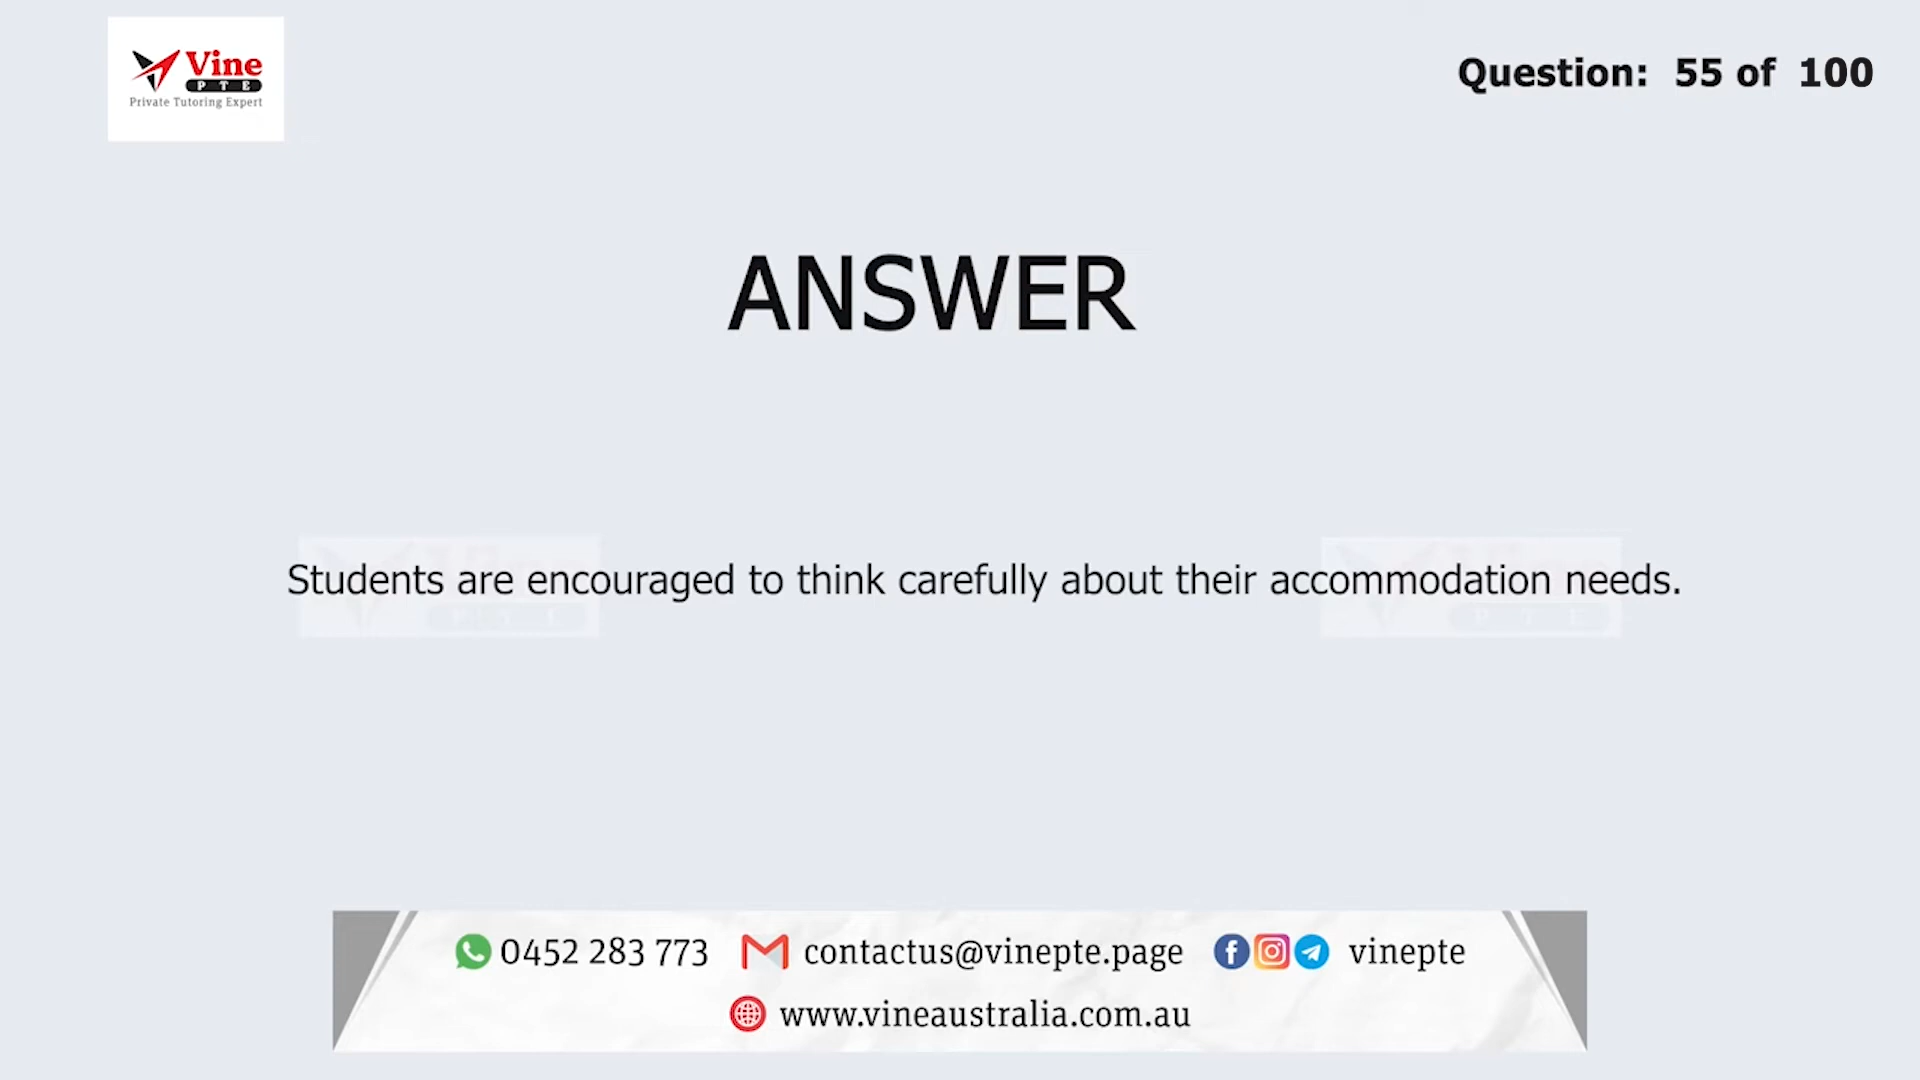 Vine
PTE
Private Tutoring Expert
Question: 55 of 100
ANSWER
Students are encouraged to think carefully about their accommodation needs.
0452 283 773 contactus@vinepte.page vinepte
www.vineaustralia.com.au